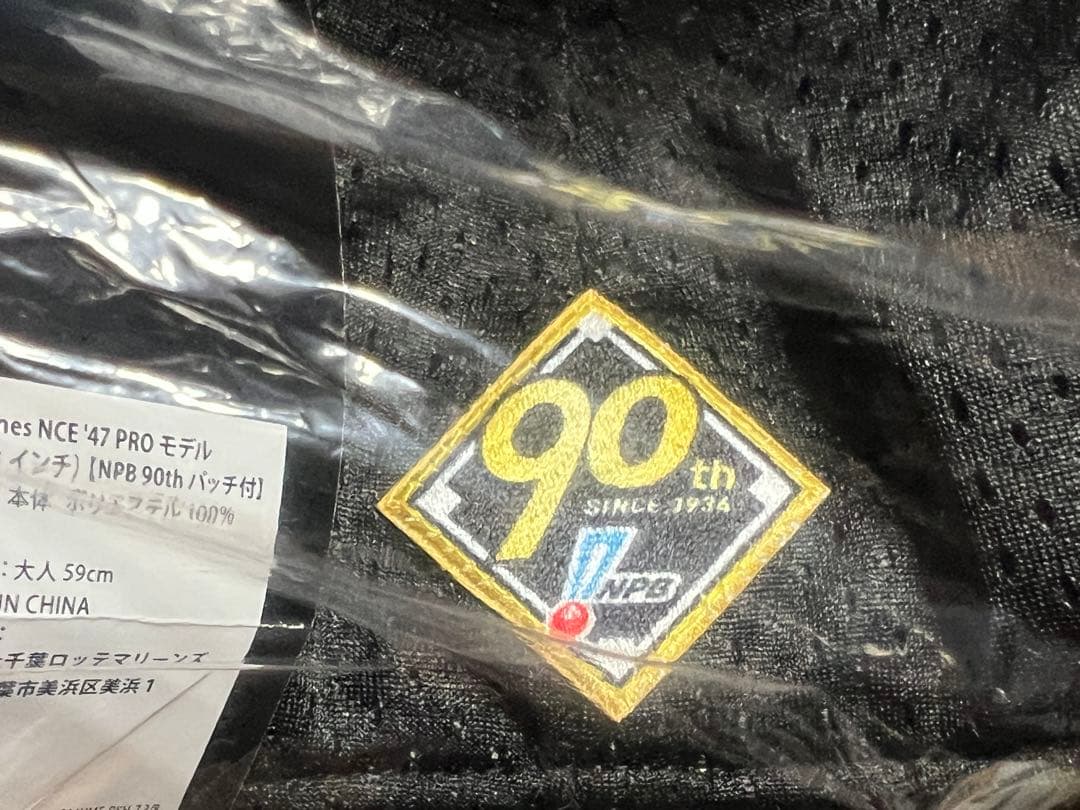 nes NCE '47 PRO モデル
インチ)【NPB 90th パッチ付】
本体 ポリエステル 100%
: 大人 59cm
IN CHINA
千葉ロッテマリーンズ
葉市美浜区美浜 1
90th
SINCE 1934
NPB